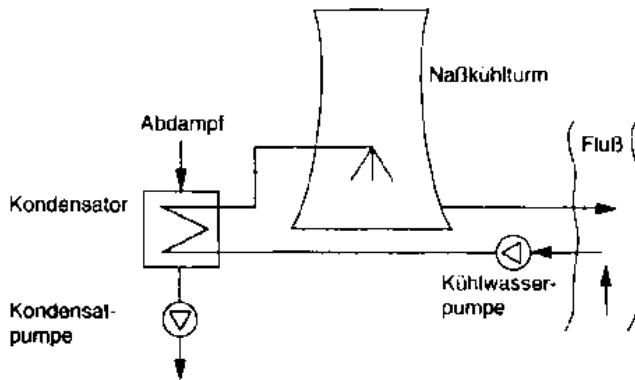 Naßkühlturm
Abdampf
Fluß
Kondensator
Kühlwasser-
pumpe
Kondensat-
pumpe